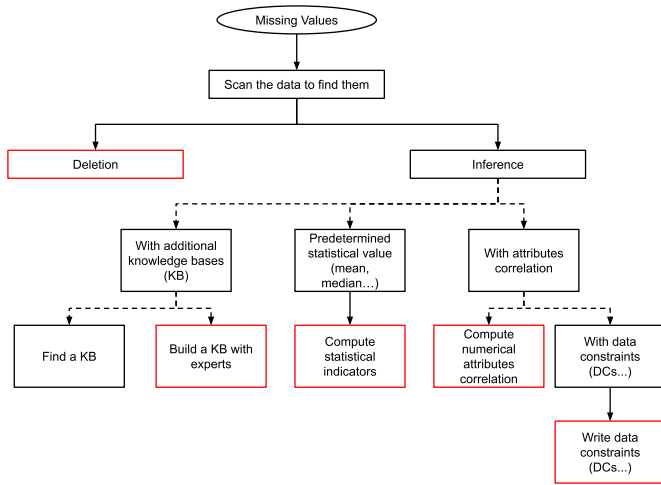 Missing Values
Scan the data to find them
Deletion
Inference
With additional
knowledge bases
(KB)
Predetermined
statistical value
(mean,
median…)
With attributes
correlation
Find a KB
Build a KB with
experts
Compute
statistical
indicators
Compute
numerical
attributes
correlation
With data
constraints
(DCs...)
Write data
constraints
(DCs...)